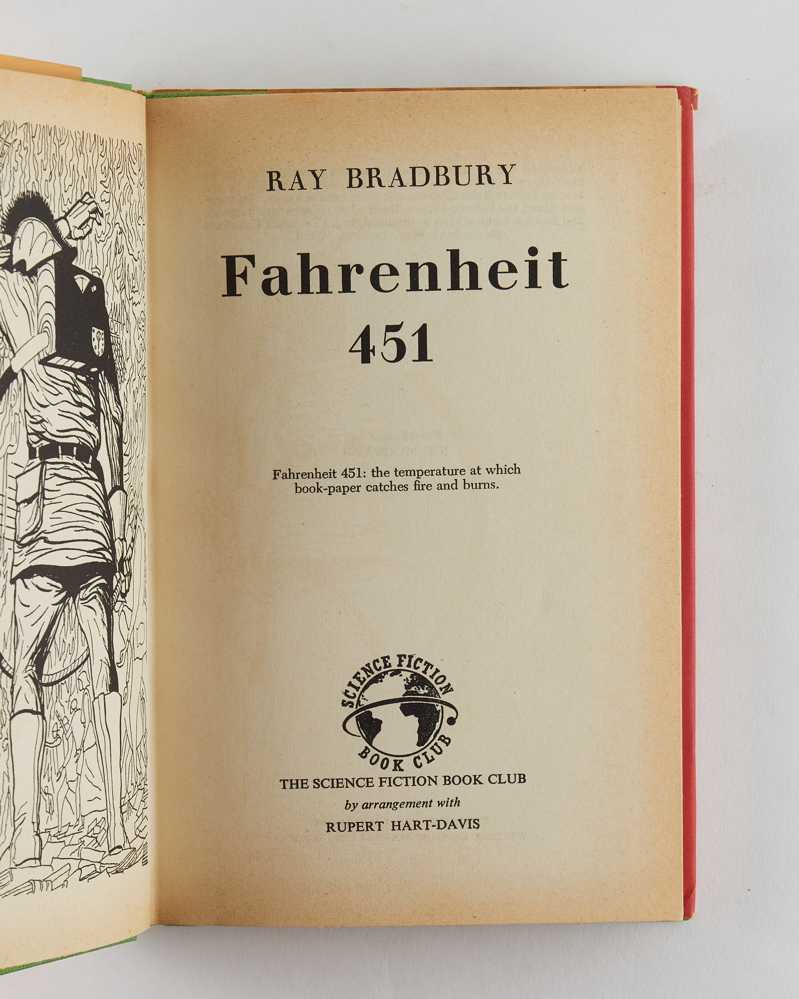 RAY BRADBURY
Fahrenheit
451
Fahrenheit 451: the temperature at which
book-paper catches fire and burns.
SCIENCE FICTION
BOOK CLUB
THE SCIENCE FICTION BOOK CLUB
by arrangement with
RUPERT HART-DAVIS